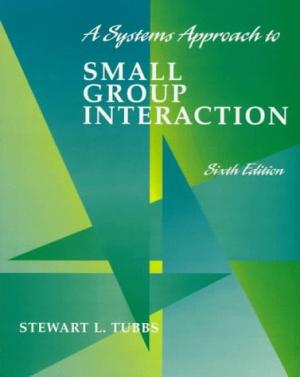 A Systems Approach to
SMALL
GROUP
INTERACTION
Sixth Edition
STEWART L. TUBBS